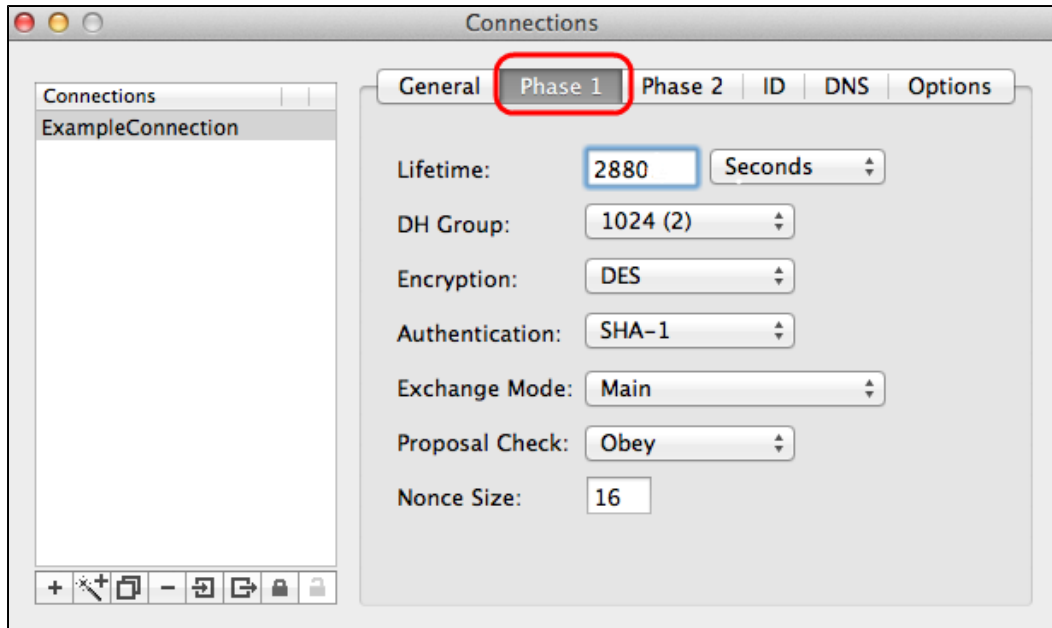 Connections
Connections
ExampleConnection
General Phase 1 Phase 2 ID DNS Options
Lifetime: 2880 Seconds
DH Group: 1024 (2)
Encryption: DES
Authentication: SHA-1
Exchange Mode: Main
Proposal Check: Obey
Nonce Size: 16